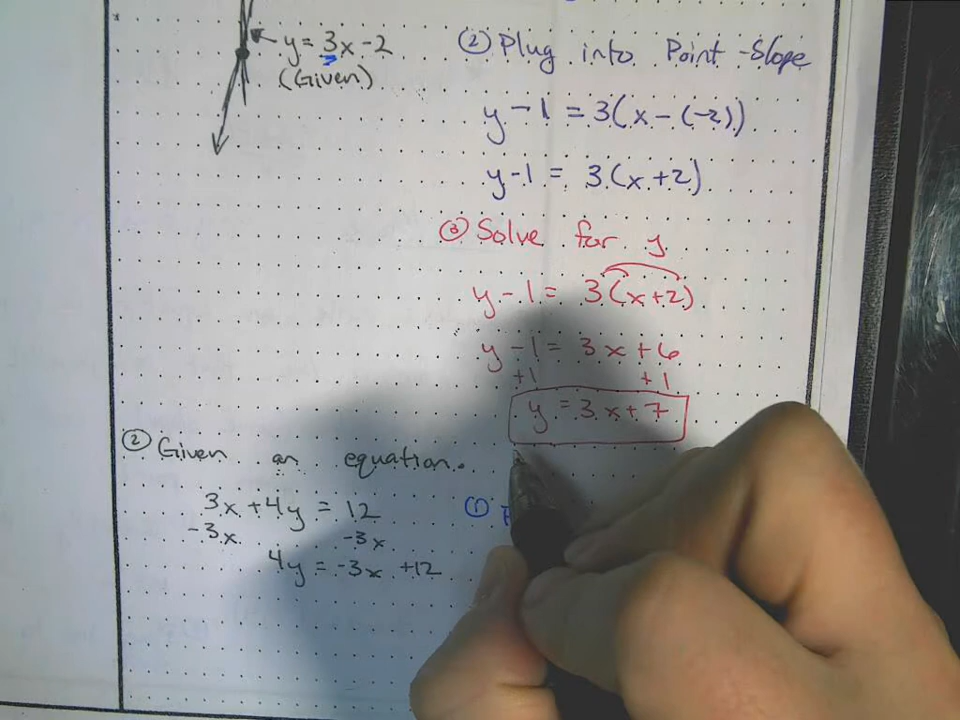 y = 3x - 2
(Given)
② Plug into Point-Slope
y - 1 = 3(x - (-2))
y - 1 = 3(x + 2)
③ Solve for y
y - 1 = 3(x + 2)
y - 1 = 3x + 6
+1 +1
y = 3x + 7
② Given an equation.
3x + 4y = 12
-3x -3x
4y = -3x + 12
①